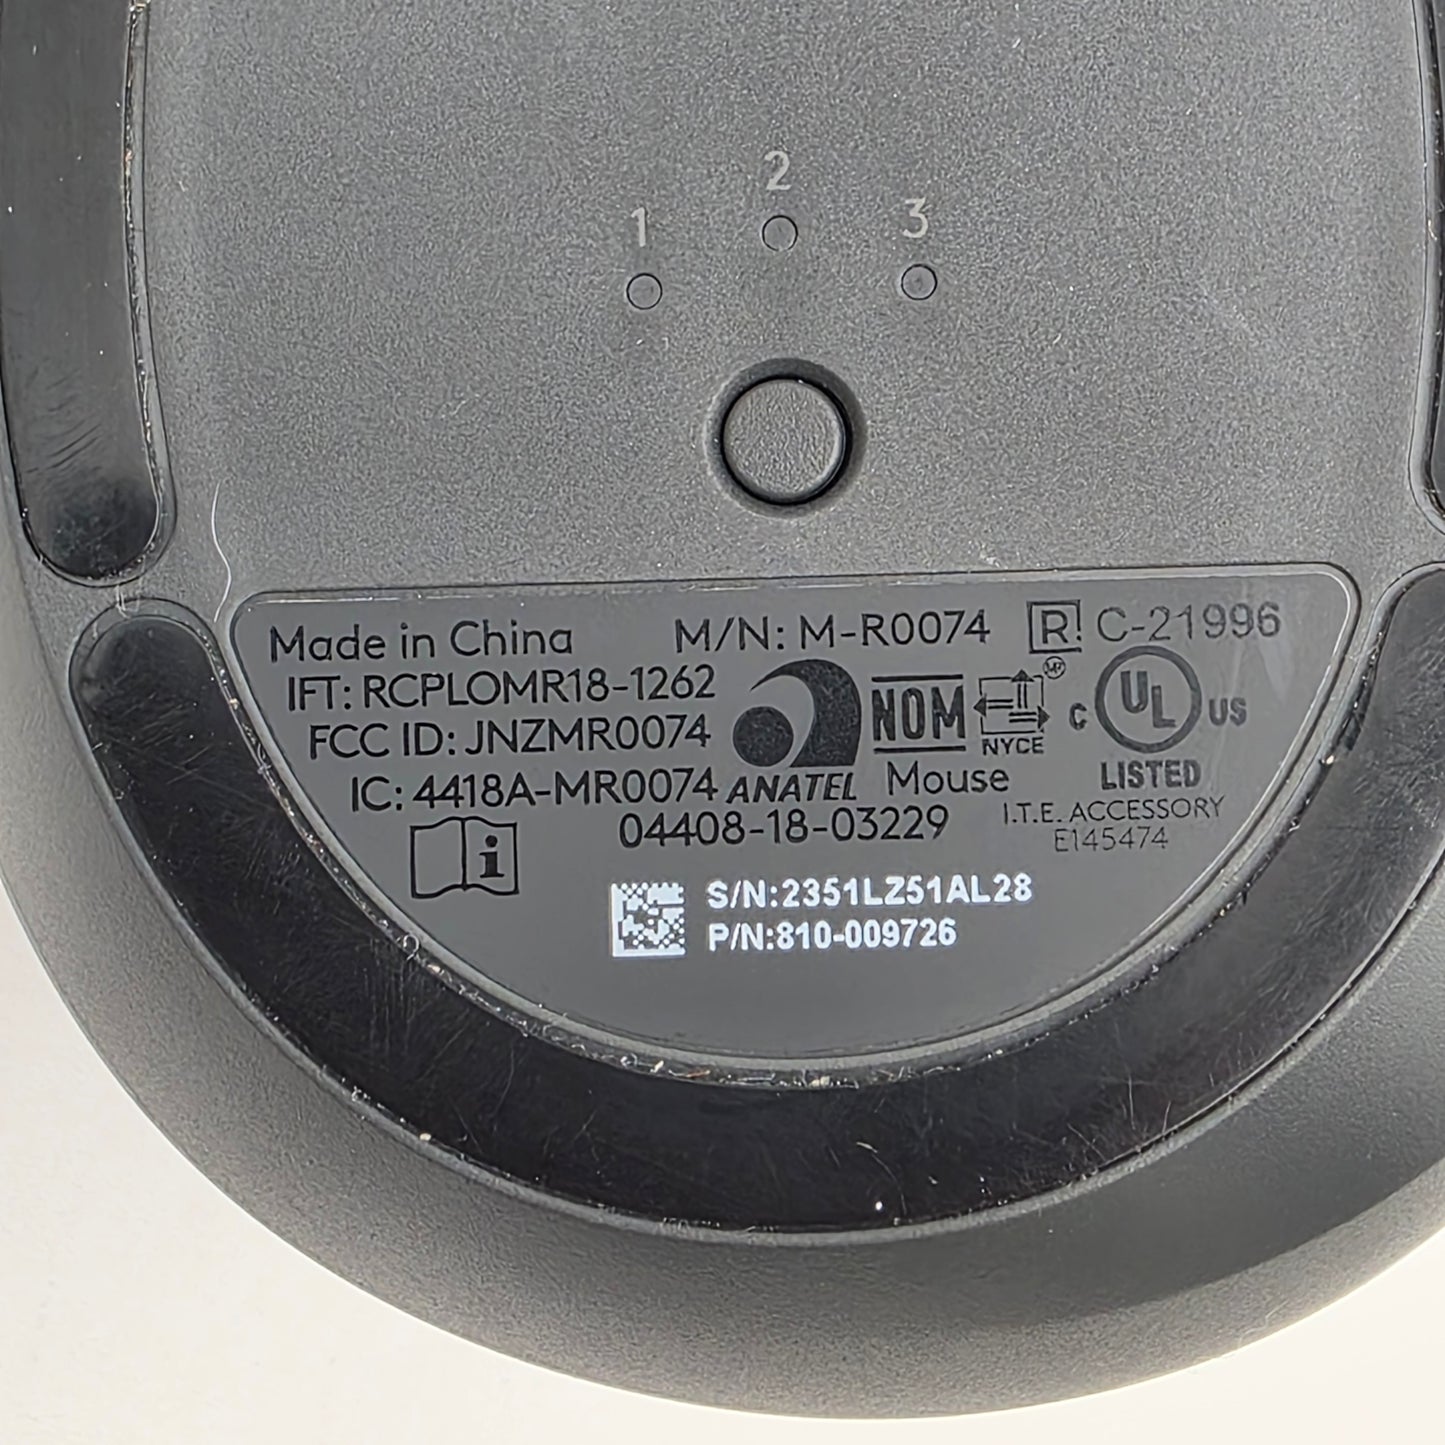 2
1
3
Made in China M/N: M-R0074 R! C-21996
IFT: RCPLOMR18-1262
FCC ID: JNZMR0074 NOM NYCE c UL US
IC: 4418A-MR0074 ANATEL Mouse LISTED
04408-18-03229 I.T.E. ACCESSORY
E145474
i
S/N:2351LZ51AL28
P/N:810-009726